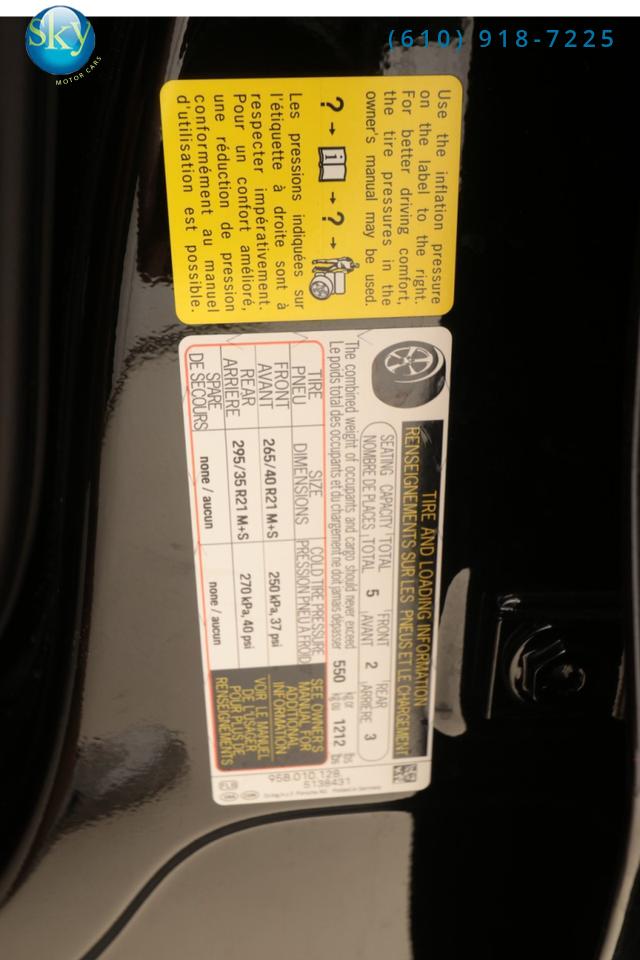 Sky
MOTOR CARS
(610) 918-7225
Use the inflation pressure
on the label to the right.
For better driving comfort,
the tire pressures in the
owner's manual may be used.
? → i → ? →
Les pressions indiquées sur
l'étiquette à droite sont à
respecter impérativement.
Pour un confort amélioré,
une réduction de pression
conformément au manuel
d'utilisation est possible.
TIRE AND LOADING INFORMATION
RENSEIGNEMENTS SUR LES PNEUS ET LE CHARGEMENT
SEATING CAPACITY TOTAL 5 FRONT 2 REAR 3
NOMBRE DE PLACES TOTAL AVANT ARRIÈRE
The combined weight of occupants and cargo should never exceed 550 kg or 1212 lbs
Le poids total des occupants et du chargement ne doit jamais dépasser kg ou lbs
TIRE SIZE COLD TIRE PRESSURE
PNEU DIMENSIONS PRESSION PNEU À FROID
FRONT 265/40 R21 M+S 250 kPa, 37 psi
AVANT
REAR 295/35 R21 M+S 270 kPa, 40 psi
ARRIÈRE
SPARE none / aucun none / aucun
DE SECOURS
SEE OWNER'S
MANUAL FOR
ADDITIONAL
INFORMATION
VOIR LE MANUEL
DE L'USAGER
POUR PLUS DE
RENSEIGNEMENTS
958.010.128
5138431
Printed in Germany